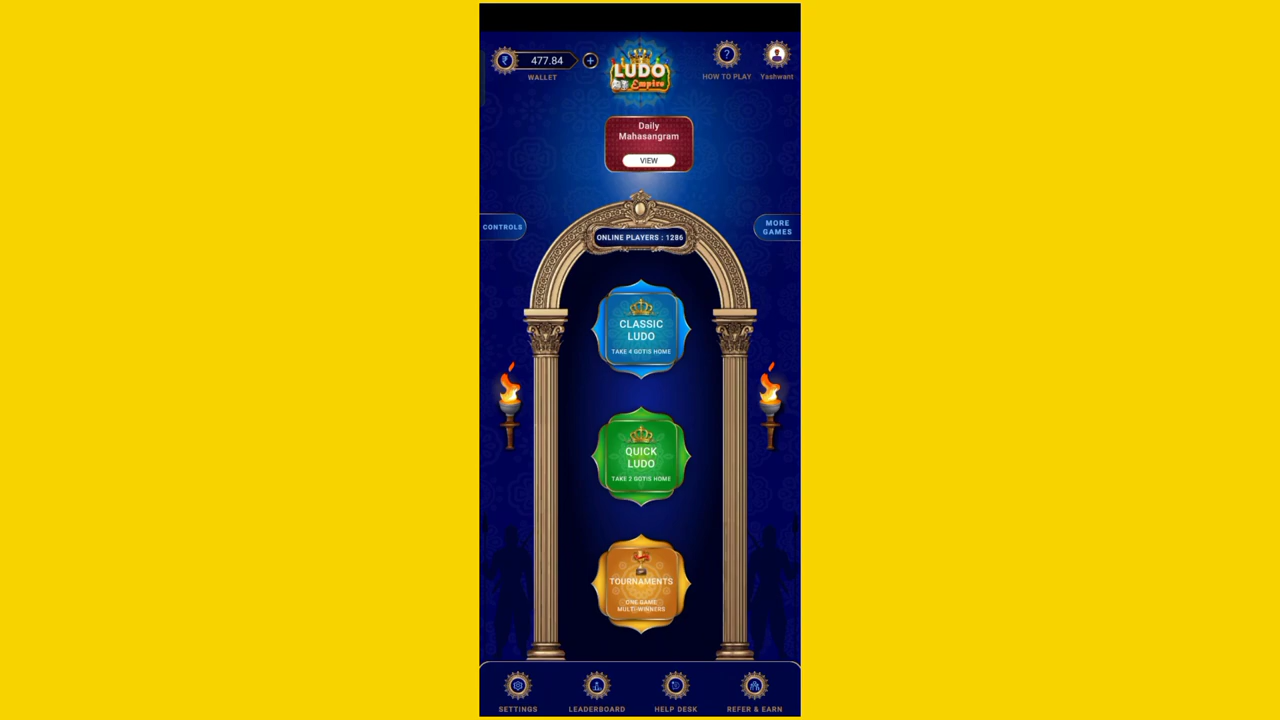 477.84
WALLET
LUDO
Empire
?
HOW TO PLAY
Yashwant
Daily
Mahasangram
VIEW
CONTROLS
MORE
GAMES
ONLINE PLAYERS : 1286
CLASSIC
LUDO
TAKE 4 GOTIS HOME
QUICK
LUDO
TAKE 2 GOTIS HOME
TOURNAMENTS
ONE GAME
MULTI-WINNERS
SETTINGS
LEADERBOARD
HELP DESK
REFER & EARN